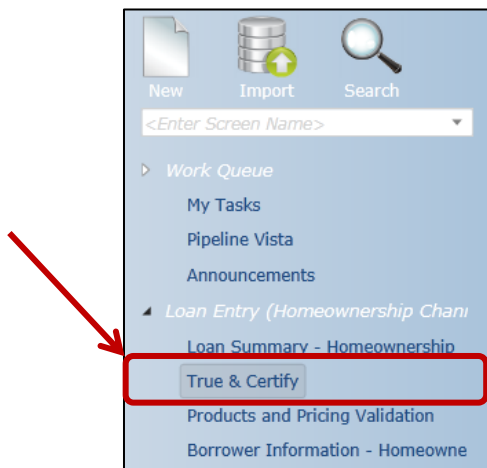 New Import Search
<Enter Screen Name>
Work Queue
My Tasks
Pipeline Vista
Announcements
Loan Entry (Homeownership Chann
Loan Summary - Homeownership
True & Certify
Products and Pricing Validation
Borrower Information - Homeowne